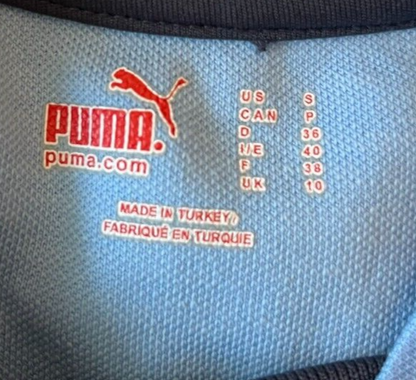 PUMA.
puma.com
US S
CAN P
D 36
I/E 40
F 38
UK 10
MADE IN TURKEY/
FABRIQUÉ EN TURQUIE